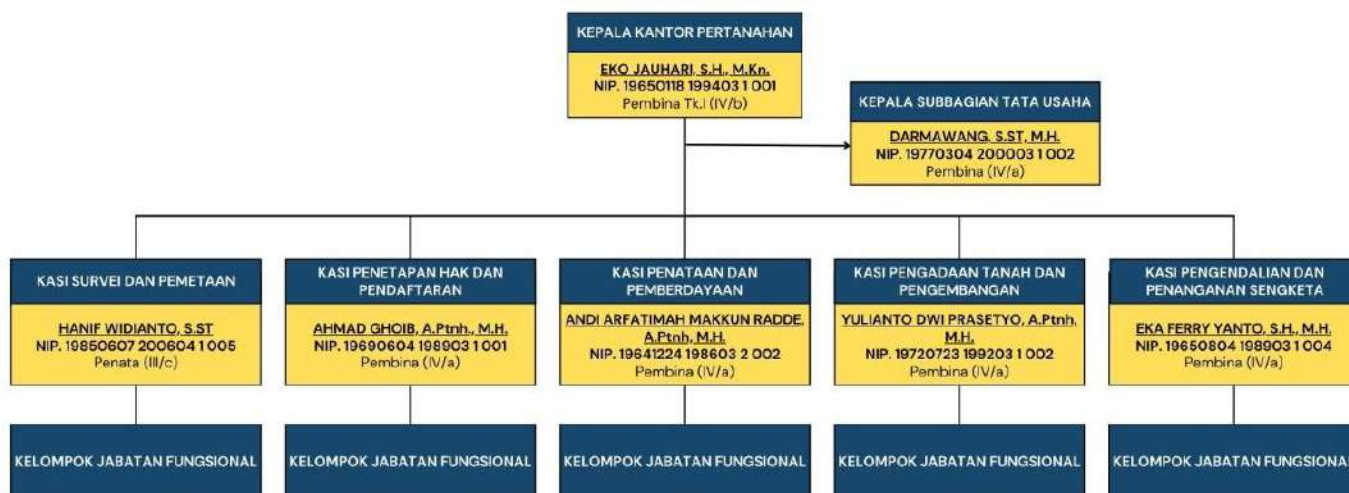 KEPALA KANTOR PERTANAHAN
EKO JAUHARI, S.H., M.Kn.
NIP. 19650118 199403 1 001
Pembina Tk.I (IV/b)
KEPALA SUBBAGIAN TATA USAHA
DARMAWANG, S.ST, M.H.
NIP. 19770304 200003 1 002
Pembina (IV/a)
KASI SURVEI DAN PEMETAAN
HANIF WIDIANTO, S.ST
NIP. 19850607 200604 1 005
Penata (III/c)
KASI PENETAPAN HAK DAN
PENDAFTARAN
AHMAD GHOIB, A.Ptnh., M.H.
NIP. 19690604 198903 1 001
Pembina (IV/a)
KASI PENATAAN DAN
PEMBERDAYAAN
ANDI ARFATIMAH MAKKUN RADDE,
A.Ptnh, M.H.
NIP. 19641224 198603 2 002
Pembina (IV/a)
KASI PENGADAAN TANAH DAN
PENGEMBANGAN
YULIANTO DWI PRASETYO, A.Ptnh,
M.H.
NIP. 19720723 199203 1 002
Pembina (IV/a)
KASI PENGENDALIAN DAN
PENANGANAN SENGKETA
EKA FERRY YANTO, S.H., M.H.
NIP. 19650804 198903 1 004
Pembina (IV/a)
KELOMPOK JABATAN FUNGSIONAL
KELOMPOK JABATAN FUNGSIONAL
KELOMPOK JABATAN FUNGSIONAL
KELOMPOK JABATAN FUNGSIONAL
KELOMPOK JABATAN FUNGSIONAL